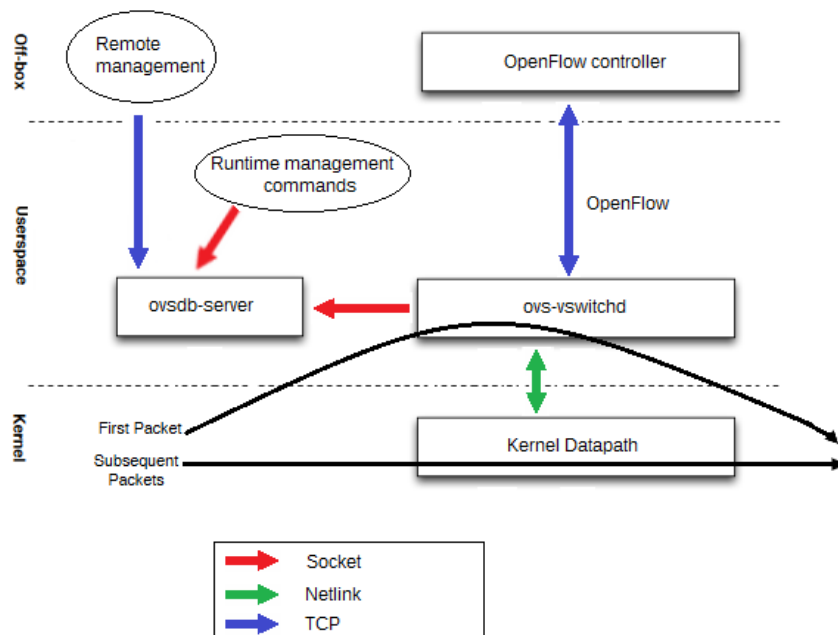 Off-box
Remote
management
OpenFlow controller
Userspace
Runtime management
commands
OpenFlow
ovsdb-server
ovs-vswitchd
Kernel
First Packet
Subsequent
Packets
Kernel Datapath
Socket
Netlink
TCP